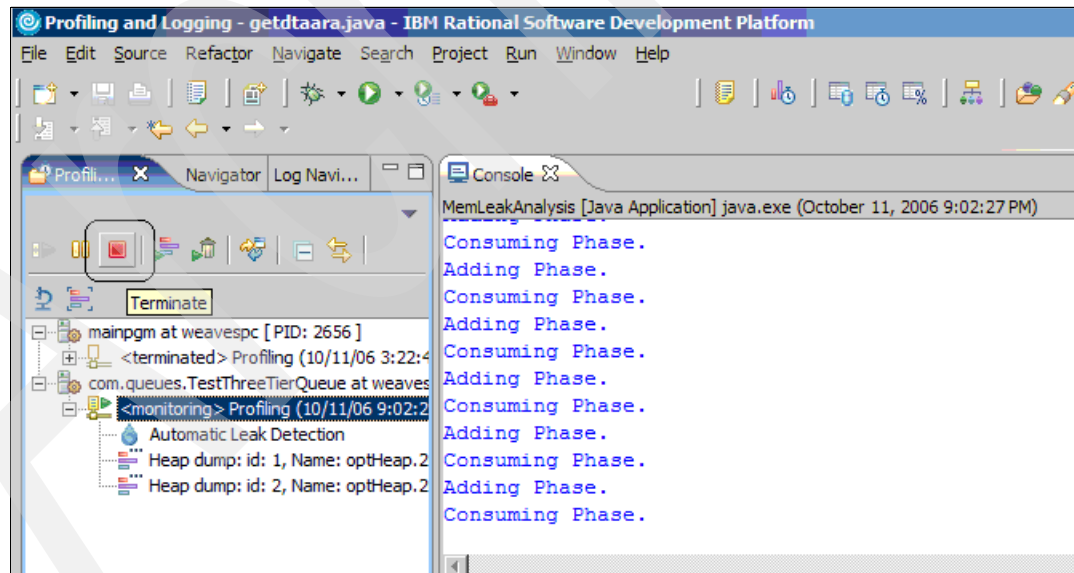 Profiling and Logging - getdtaara.java - IBM Rational Software Development Platform
File Edit Source Refactor Navigate Search Project Run Window Help
Profili... Navigator Log Navi...
Console
MemLeakAnalysis [Java Application] java.exe (October 11, 2006 9:02:27 PM)
Consuming Phase.
Adding Phase.
Consuming Phase.
Adding Phase.
Consuming Phase.
Adding Phase.
Consuming Phase.
Adding Phase.
Consuming Phase.
Adding Phase.
Consuming Phase.
Terminate
mainpgm at weavespc [ PID: 2656 ]
<terminated> Profiling (10/11/06 3:22:4
com.queues.TestThreeTierQueue at weaves
<monitoring> Profiling (10/11/06 9:02:2
Automatic Leak Detection
Heap dump: id: 1, Name: optHeap.2
Heap dump: id: 2, Name: optHeap.2